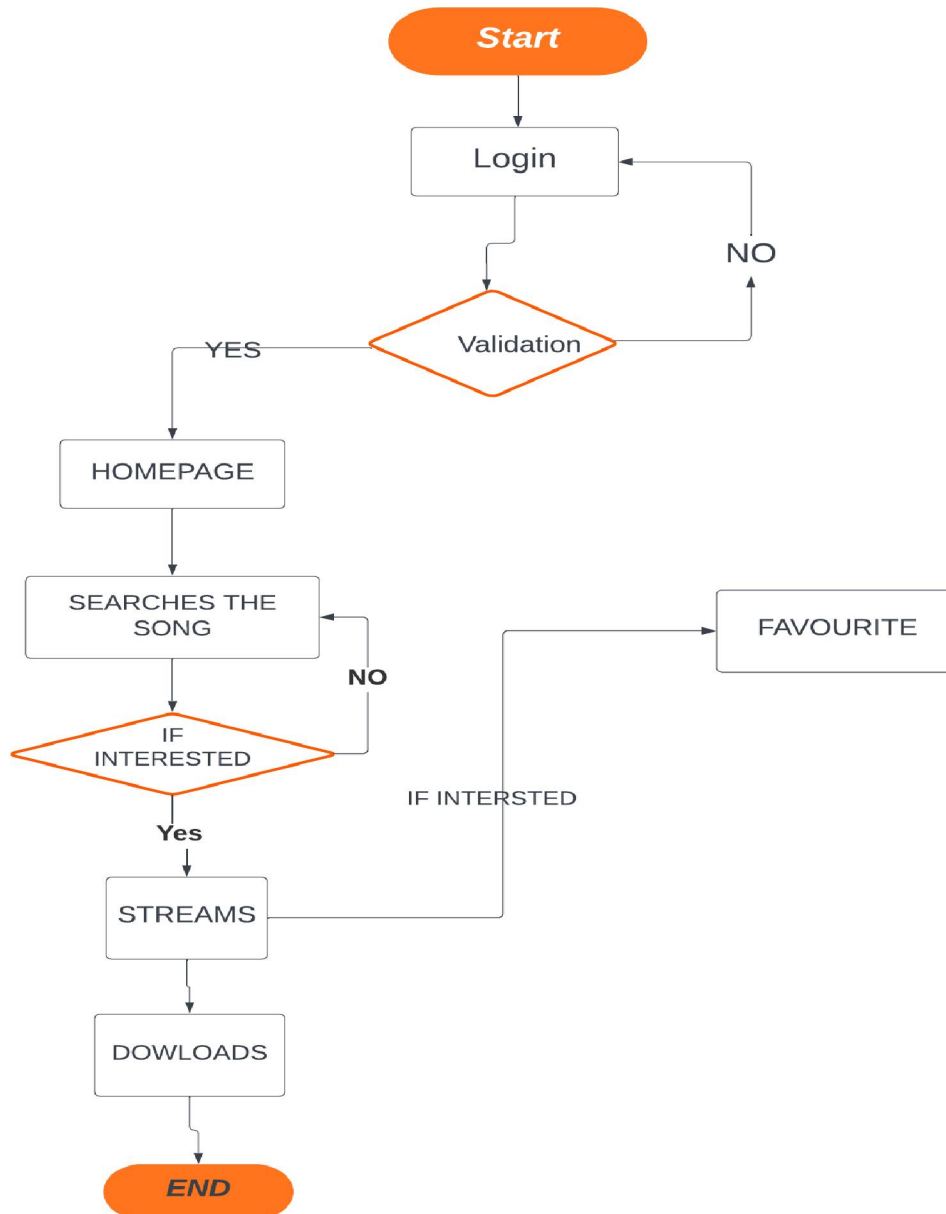 Start
Login
NO
Validation
YES
HOMEPAGE
SEARCHES THE
SONG
FAVOURITE
NO
IF
INTERESTED
IF INTERSTED
Yes
STREAMS
DOWLOADS
END